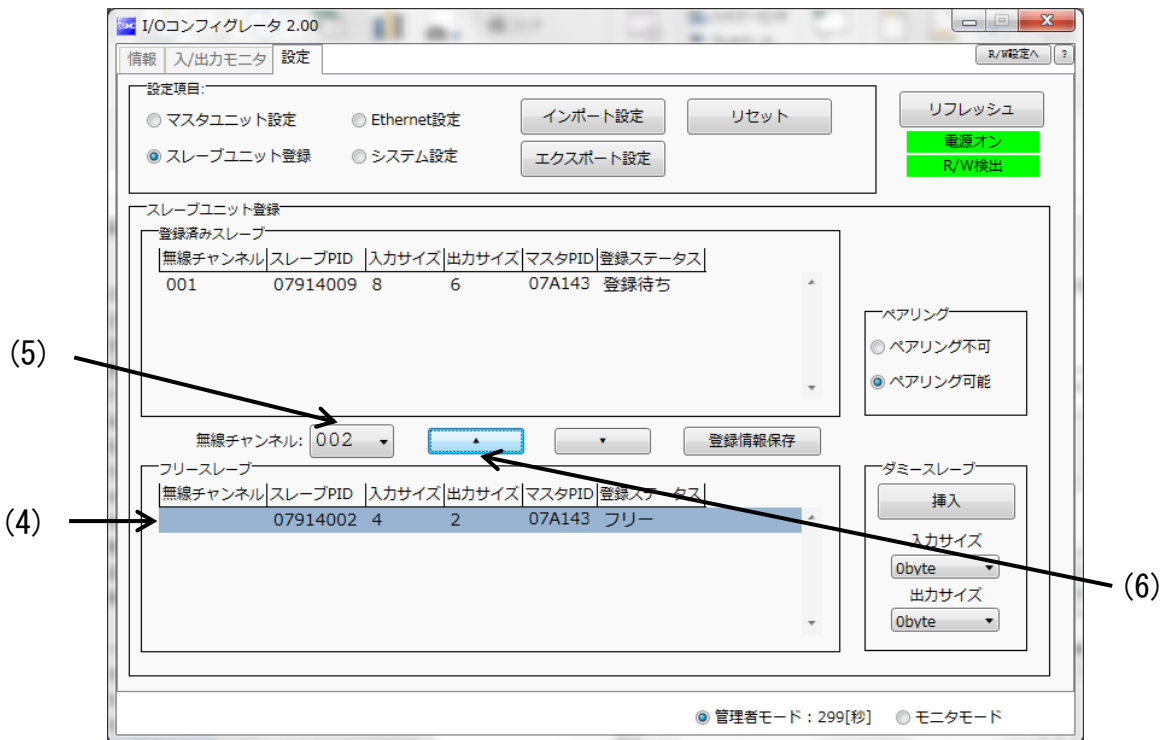 I/Oコンフィグレータ 2.00
情報 入/出力モニタ 設定
R/W設定へ ?
設定項目:
マスタユニット設定 Ethernet設定 インポート設定 リセット リフレッシュ
スレーブユニット登録 システム設定 エクスポート設定
電源オン
R/W検出
スレーブユニット登録
登録済みスレーブ
無線チャンネル スレーブPID 入力サイズ 出力サイズ マスタPID 登録ステータス
001 07914009 8 6 07A143 登録待ち
ペアリング
ペアリング不可
ペアリング可能
(5)
無線チャンネル: 002 ▲ ▼ 登録情報保存
フリースレーブ
無線チャンネル スレーブPID 入力サイズ 出力サイズ マスタPID 登録ステータス
(4)
07914002 4 2 07A143 フリー
ダミースレーブ
挿入
入力サイズ
0byte
出力サイズ
0byte
(6)
管理者モード：299[秒] モニタモード